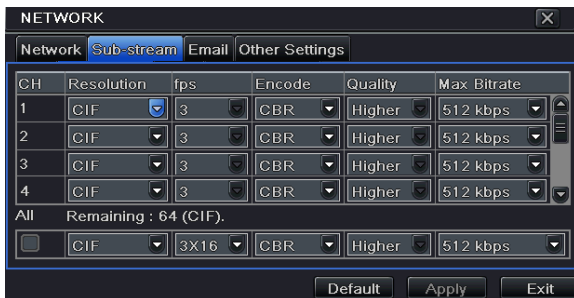 NETWORK
Network Sub-stream Email Other Settings
CH Resolution fps Encode Quality Max Bitrate
1 CIF 3 CBR Higher 512 kbps
2 CIF 3 CBR Higher 512 kbps
3 CIF 3 CBR Higher 512 kbps
4 CIF 3 CBR Higher 512 kbps
All Remaining : 64 (CIF).
CIF 3X16 CBR Higher 512 kbps
Default Apply Exit